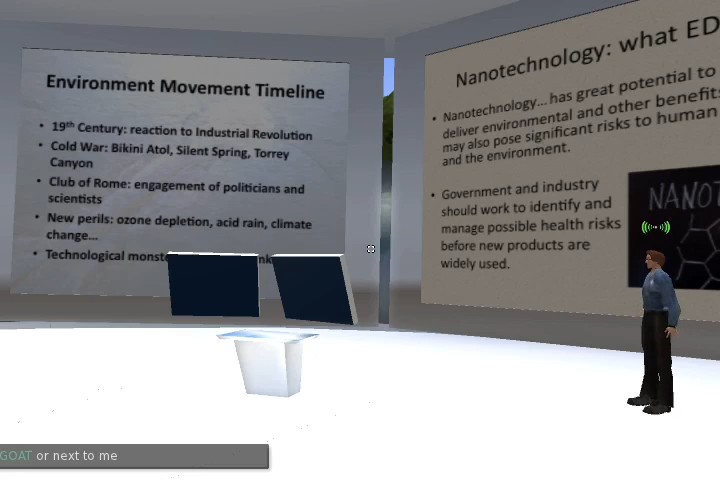 Environment Movement Timeline
• 19th Century: reaction to Industrial Revolution
• Cold War: Bikini Atol, Silent Spring, Torrey
Canyon
• Club of Rome: engagement of politicians and
scientists
• New perils: ozone depletion, acid rain, climate
change...
• Technological
Nanotechnology: what ED
• Nanotechnology... has great potential to
deliver environmental and other benefits
may also pose significant risks to human
and the environment.
• Government and industry
should work to identify and
manage possible health risks
before new products are
widely used.
NANO
GOAT or next to me